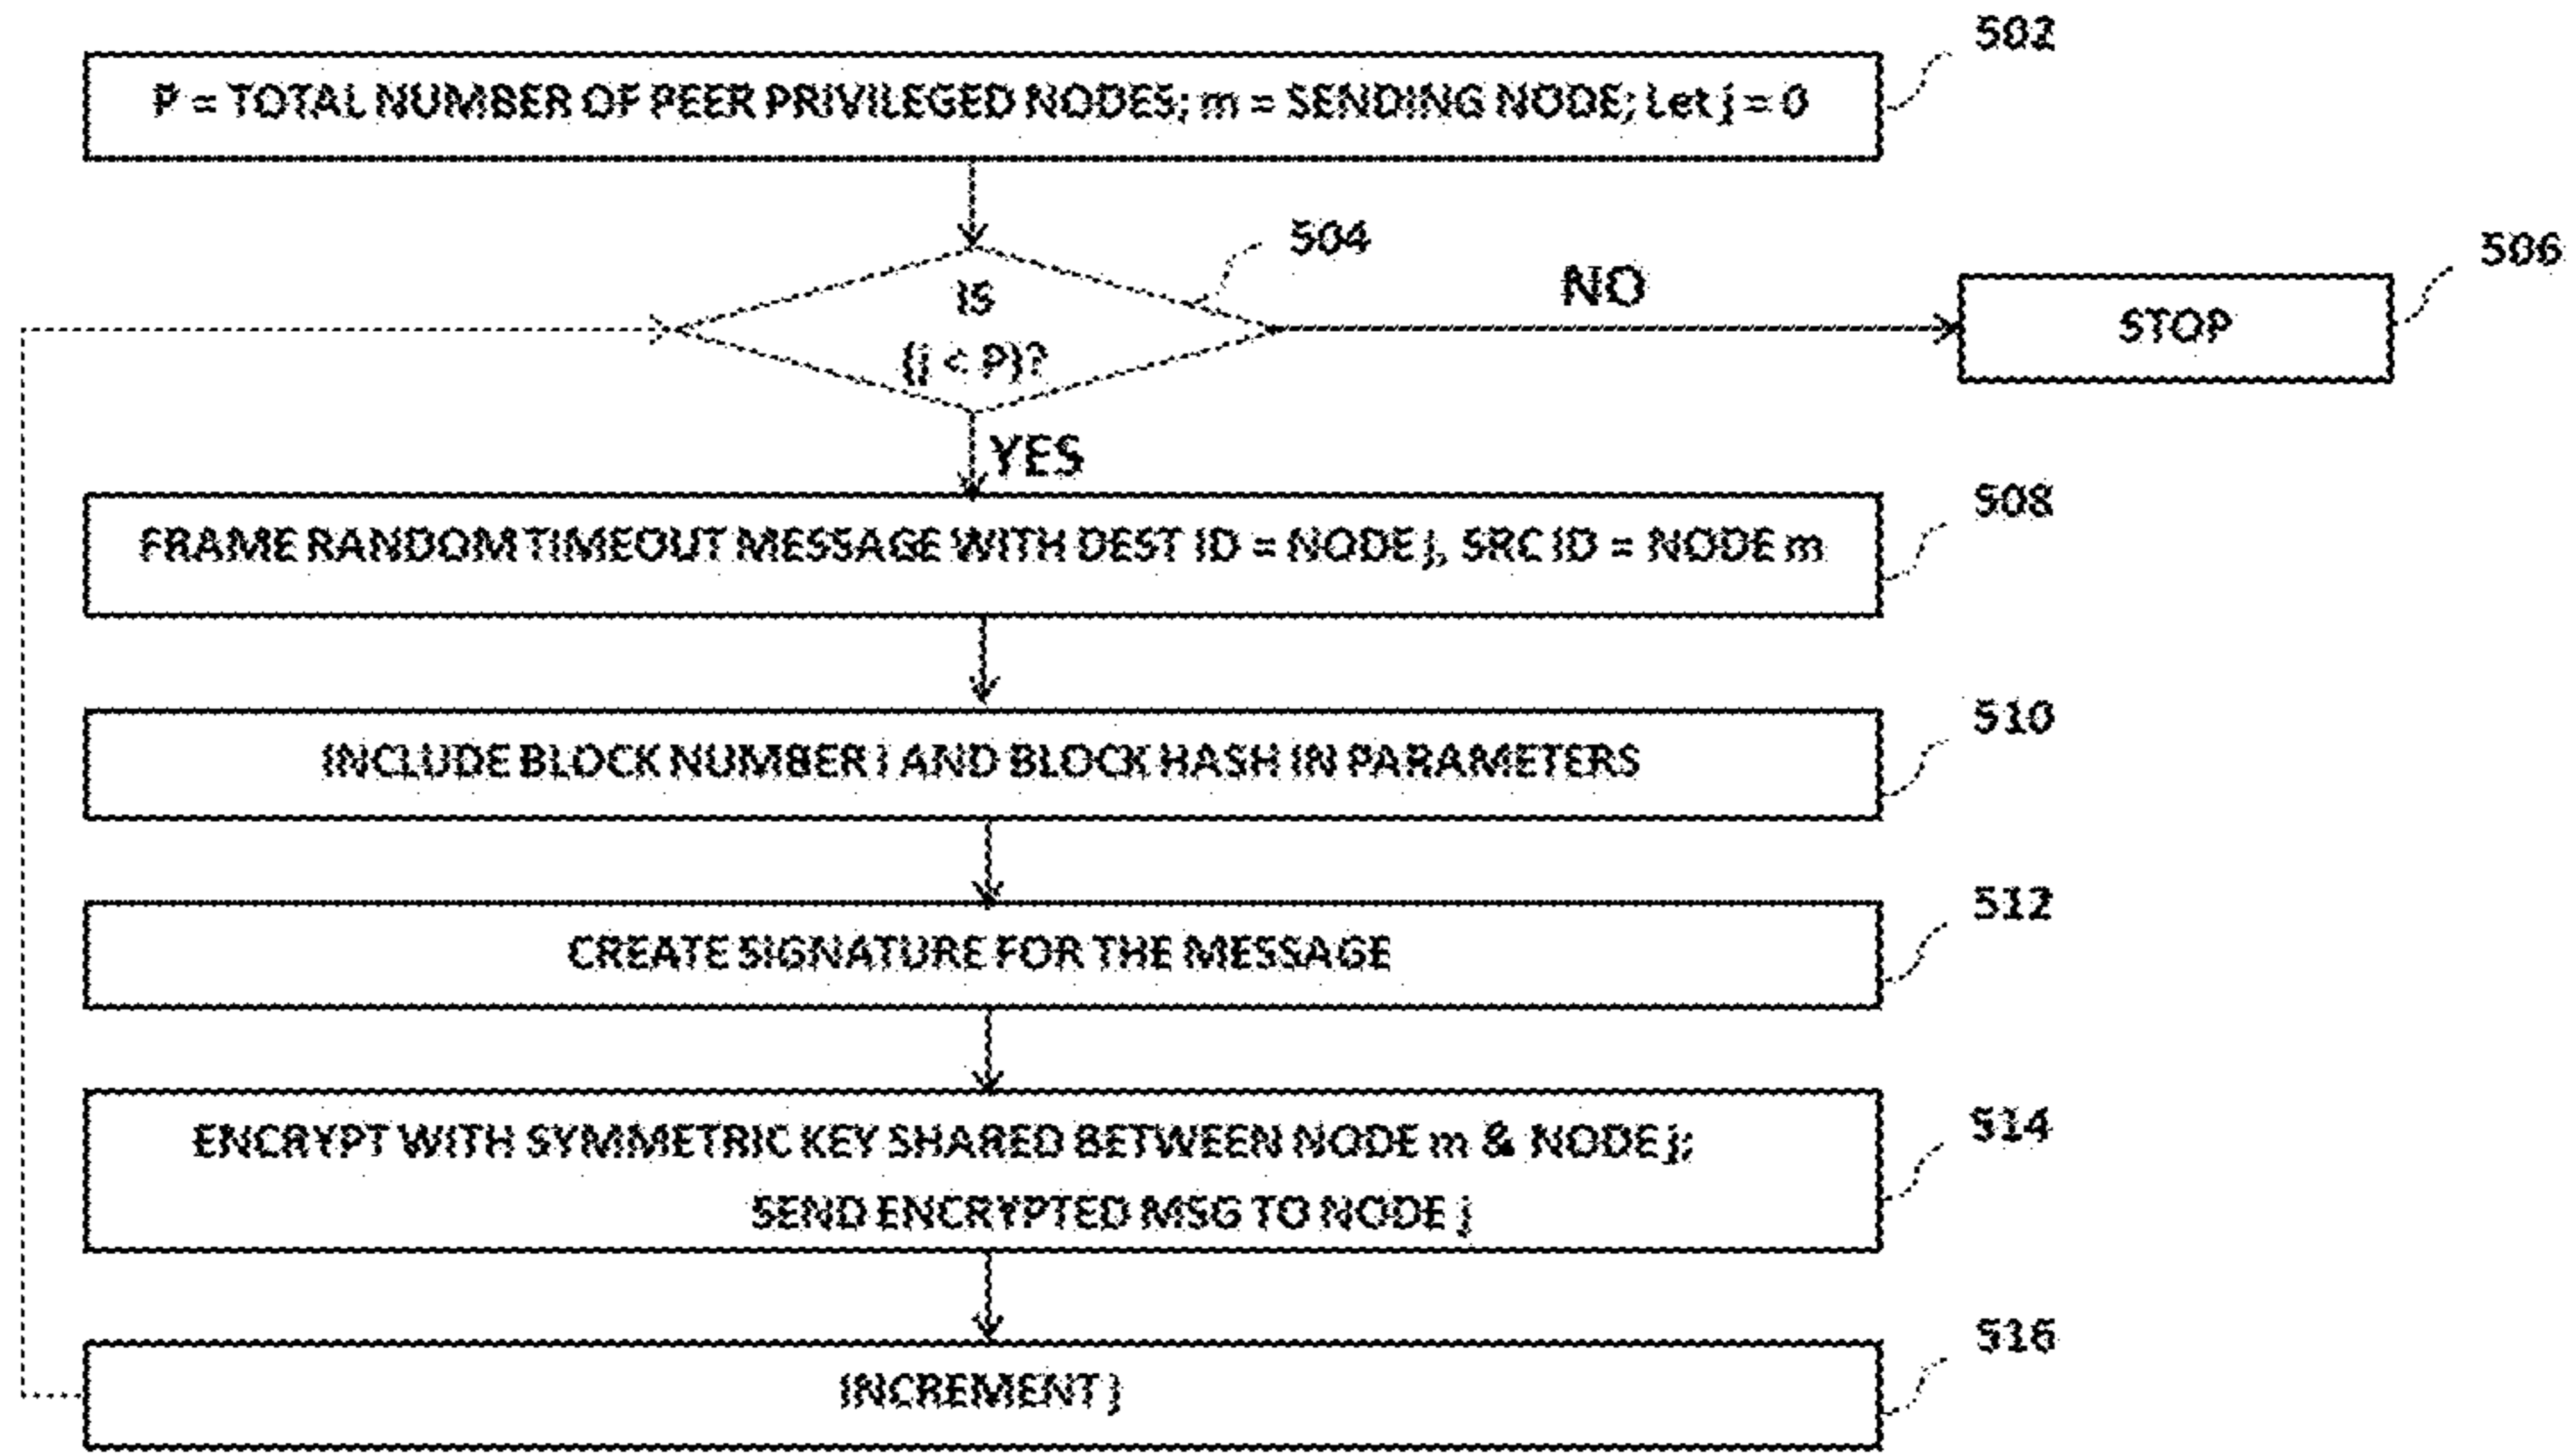 502
P = TOTAL NUMBER OF PEER PRIVILEGED NODES; m = SENDING NODE; Let j = 0
504
506
IS
(j < P)?
NO
STOP
YES
508
FRAME RANDOM TIMEOUT MESSAGE WITH DEST ID = NODE j, SRC ID = NODE m
510
INCLUDE BLOCK NUMBER i AND BLOCK HASH IN PARAMETERS
512
CREATE SIGNATURE FOR THE MESSAGE
514
ENCRYPT WITH SYMMETRIC KEY SHARED BETWEEN NODE m & NODE j;
SEND ENCRYPTED MSG TO NODE j
516
INCREMENT j